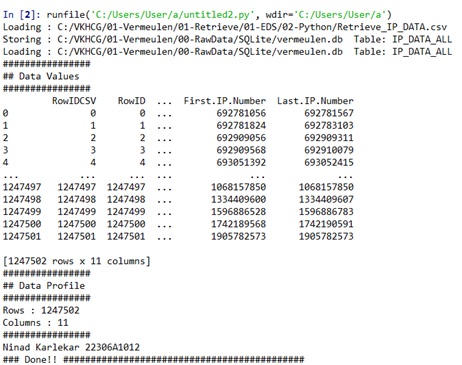 In [2]: runfile('C:/Users/User/a/untitled2.py', wdir='C:/Users/User/a')
Loading : C:/VKHCG/01-Vermeulen/01-Retrieve/01-EDS/02-Python/Retrieve_IP_DATA.csv
Storing : C:/VKHCG/01-Vermeulen/00-RawData/SQLite/vermeulen.db  Table: IP_DATA_ALL
Loading : C:/VKHCG/01-Vermeulen/00-RawData/SQLite/vermeulen.db  Table: IP_DATA_ALL
################
## Data Values
################
RowIDCSV RowID ... First.IP.Number Last.IP.Number
0 0 0 ... 692781056 692781567
1 1 1 ... 692781824 692783103
2 2 2 ... 692909056 692909311
3 3 3 ... 692909568 692910079
4 4 4 ... 693051392 693052415
... ... ... ... ... ...
1247497 1247497 1247497 ... 1068157850 1068157850
1247498 1247498 1247498 ... 1334409600 1334409607
1247499 1247499 1247499 ... 1596886528 1596886783
1247500 1247500 1247500 ... 1742189568 1742190591
1247501 1247501 1247501 ... 1905782573 1905782573
[1247502 rows x 11 columns]
################
## Data Profile
################
Rows : 1247502
Columns : 11
################
Ninad Karlekar 22306A1012
### Done!! ############################################